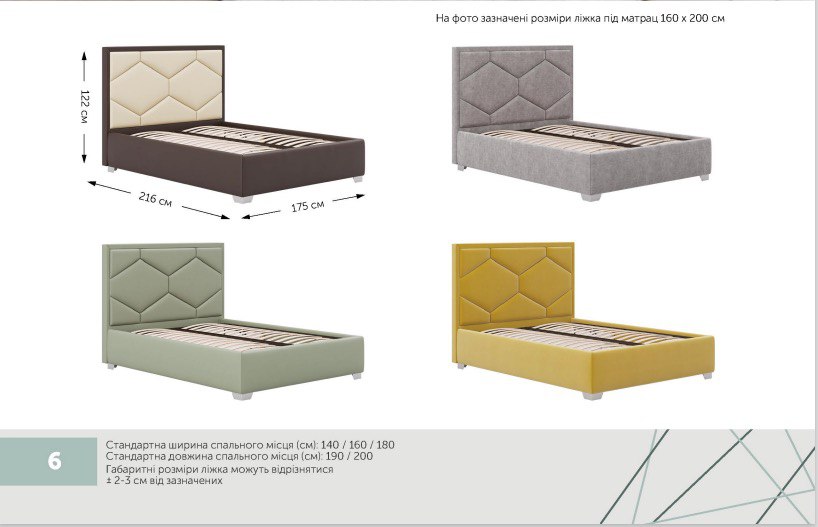 На фото зазначені розміри ліжка під матрац 160 х 200 см
122 см
216 см
175 см
6
Стандартна ширина спального місця (см): 140 / 160 / 180
Стандартна довжина спального місця (см): 190 / 200
Габаритні розміри ліжка можуть відрізнятися
± 2-3 см від зазначених